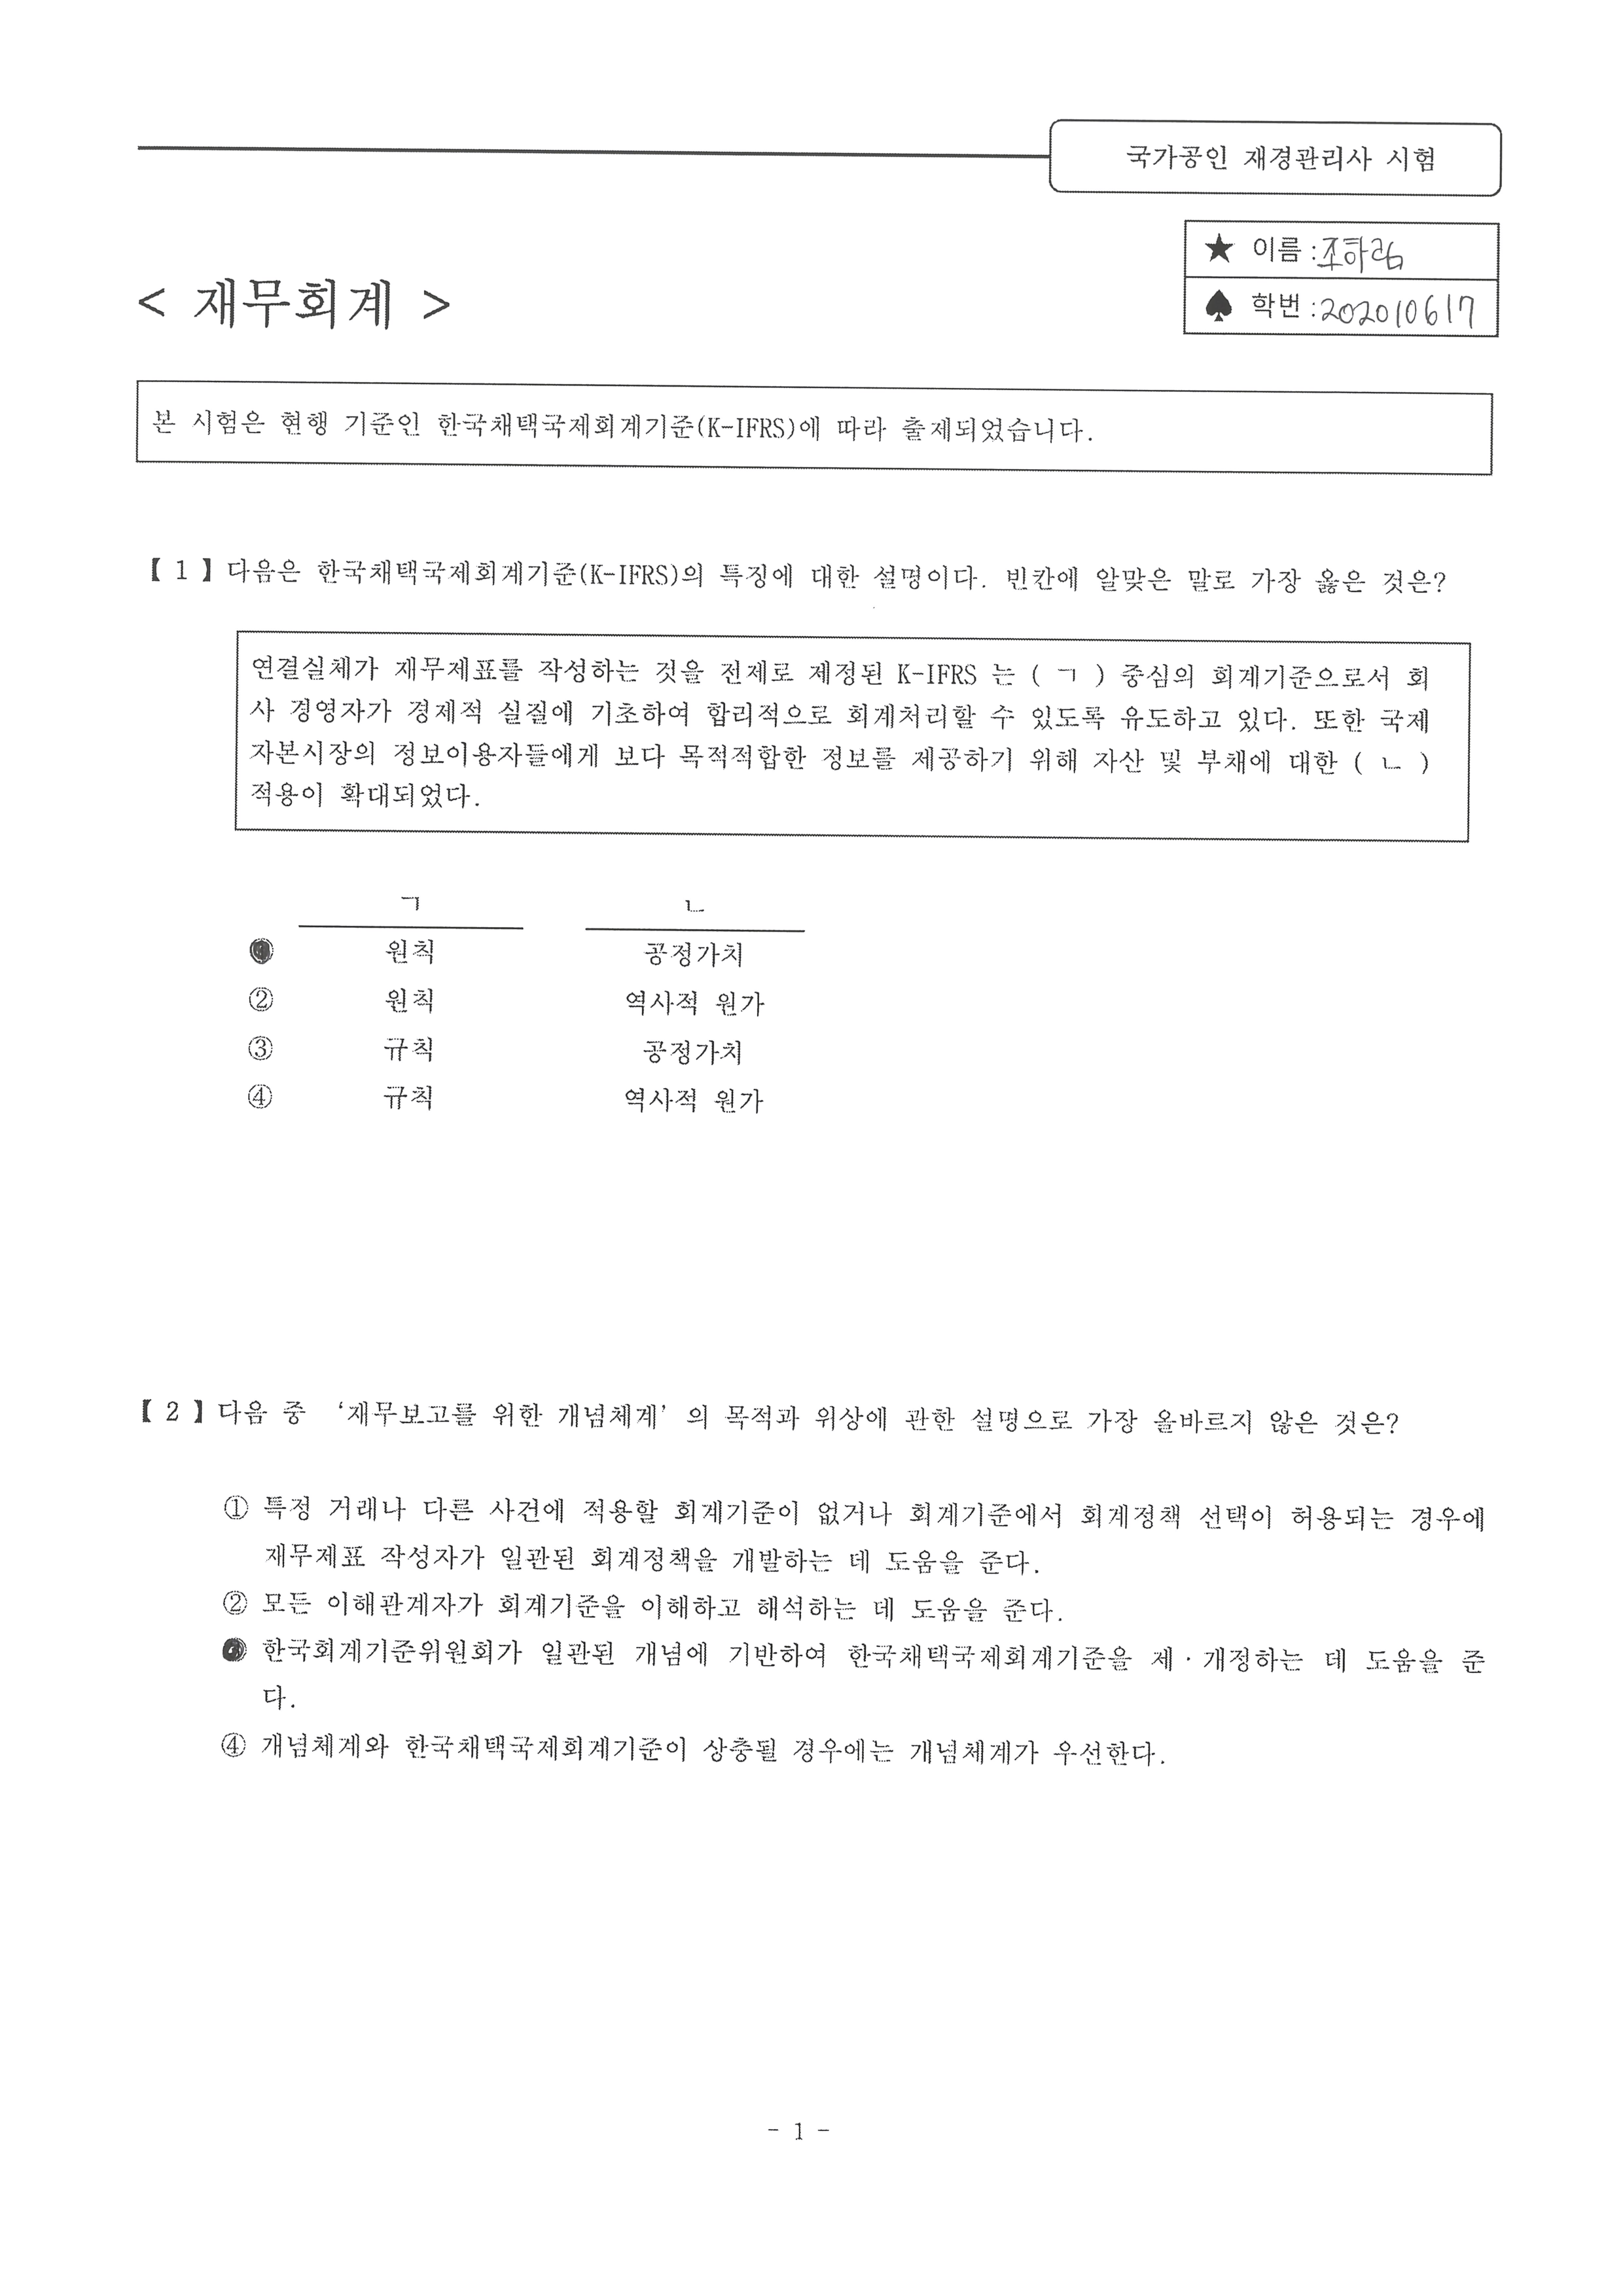 국가공인 재경관리사 시험
★ 이름 : 조하림
♠ 학번 : 202010617
< 재무회계 >
본 시험은 현행 기준인 한국채택국제회계기준(K-IFRS)에 따라 출제되었습니다.
【 1 】 다음은 한국채택국제회계기준(K-IFRS)의 특징에 대한 설명이다. 빈칸에 알맞은 말로 가장 옳은 것은?
연결실체가 재무제표를 작성하는 것을 전제로 제정된 K-IFRS 는 ( ㄱ ) 중심의 회계기준으로서 회
사 경영자가 경제적 실질에 기초하여 합리적으로 회계처리할 수 있도록 유도하고 있다. 또한 국제
자본시장의 정보이용자들에게 보다 목적적합한 정보를 제공하기 위해 자산 및 부채에 대한 ( ㄴ )
적용이 확대되었다.
ㄱ ㄴ
원칙 공정가치
② 원칙 역사적 원가
③ 규칙 공정가치
④ 규칙 역사적 원가
【 2 】 다음 중 ‘재무보고를 위한 개념체계’ 의 목적과 위상에 관한 설명으로 가장 올바르지 않은 것은?
① 특정 거래나 다른 사건에 적용할 회계기준이 없거나 회계기준에서 회계정책 선택이 허용되는 경우에
재무제표 작성자가 일관된 회계정책을 개발하는 데 도움을 준다.
② 모든 이해관계자가 회계기준을 이해하고 해석하는 데 도움을 준다.
한국회계기준위원회가 일관된 개념에 기반하여 한국채택국제회계기준을 제·개정하는 데 도움을 준
다.
④ 개념체계와 한국채택국제회계기준이 상충될 경우에는 개념체계가 우선한다.
- 1 -